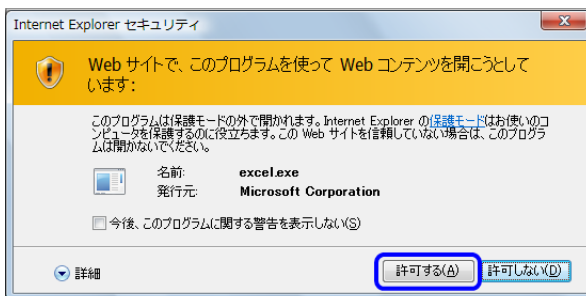 Internet Explorer セキュリティ
Web サイトで、このプログラムを使って Web コンテンツを開こうとして
います:
このプログラムは保護モードの外で開かれます。Internet Explorer の保護モードはお使いのコ
ンピュータを保護するのに役立ちます。この Web サイトを信頼していない場合は、このプログラ
ムは開かないでください。
名前: excel.exe
発行元: Microsoft Corporation
今後、このプログラムに関する警告を表示しない(S)
詳細 許可する(A) 許可しない(D)